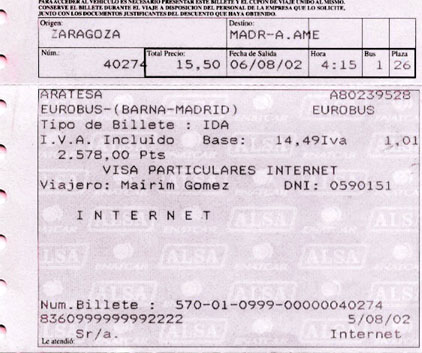 PARA ACCEDER AL VEHICULO ES NECESARIO PRESENTAR ESTE BILLETE Y EL CUPON DE VIAJE UNIDO AL MISMO.
CONSERVE EL BILLETE DURANTE EL VIAJE A DISPOSICION DEL PERSONAL DE LA EMPRESA QUE LO SOLICITE,
JUNTO CON LOS DOCUMENTOS JUSTIFICANTES DEL DESCUENTO QUE HAYA OBTENIDO.
Origen: Destino:
ZARAGOZA MADR-A.AME
Núm.: Total Precio: Fecha de Salida Hora Bus Plaza
40274 15,50 06/08/02 4:15 1 26
ARATESA A80239528
EUROBUS-(BARNA-MADRID) EUROBUS
Tipo de Billete : IDA
I.V.A. Incluido Base: 14,49Iva 1,01
2.578,00 Pts
VISA PARTICULARES INTERNET
Viajero: Mairim Gomez DNI: 0590151
INTERNET
ALSA
ENATCAR
Num.Billete : 570-01-0999-00000040274
8360999999992222 5/08/02
Sr/a. Internet
Le atendió: